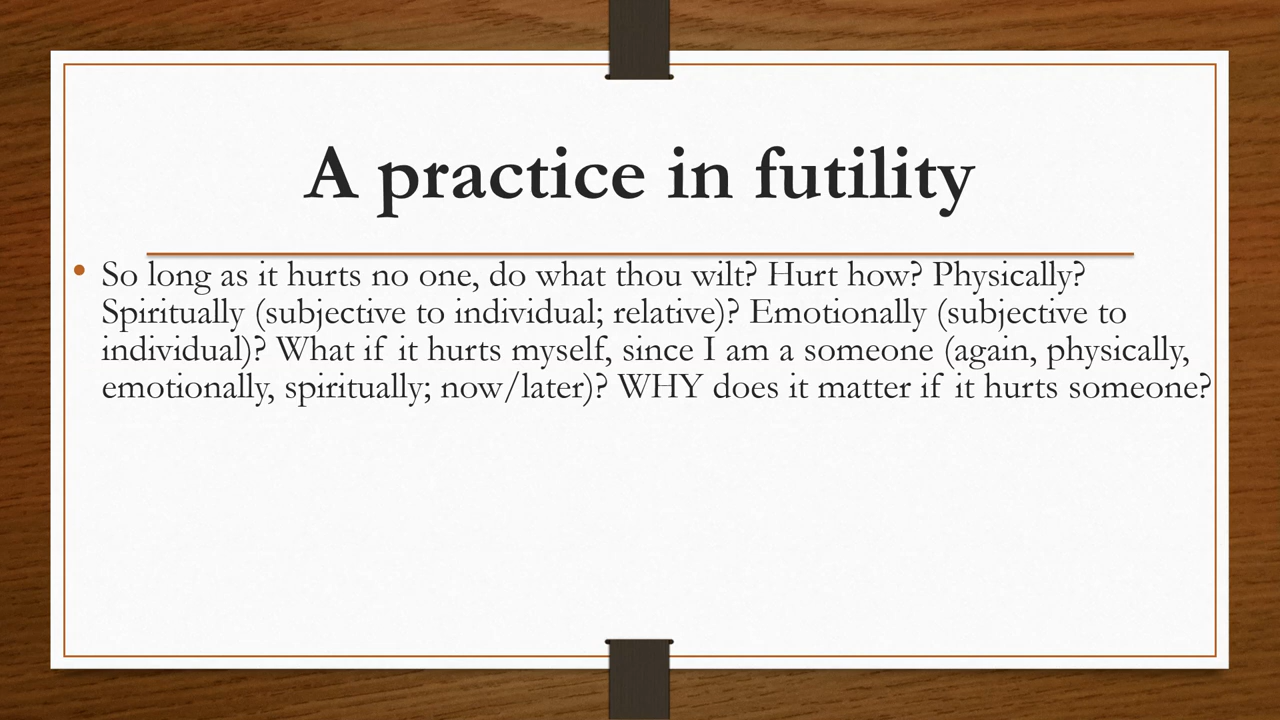 A practice in futility
• So long as it hurts no one, do what thou wilt? Hurt how? Physically?
Spiritually (subjective to individual; relative)? Emotionally (subjective to
individual)? What if it hurts myself, since I am a someone (again, physically,
emotionally, spiritually; now/later)? WHY does it matter if it hurts someone?